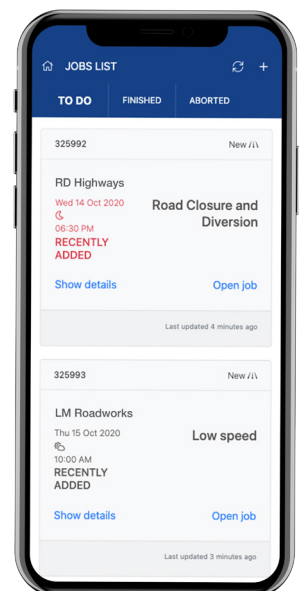 JOBS LIST
TO DO FINISHED ABORTED
325992 New
RD Highways
Wed 14 Oct 2020
Road Closure and
Diversion
06:30 PM
RECENTLY
ADDED
Show details Open job
Last updated 4 minutes ago
325993 New
LM Roadworks
Thu 15 Oct 2020
Low speed
10:00 AM
RECENTLY
ADDED
Show details Open job
Last updated 3 minutes ago